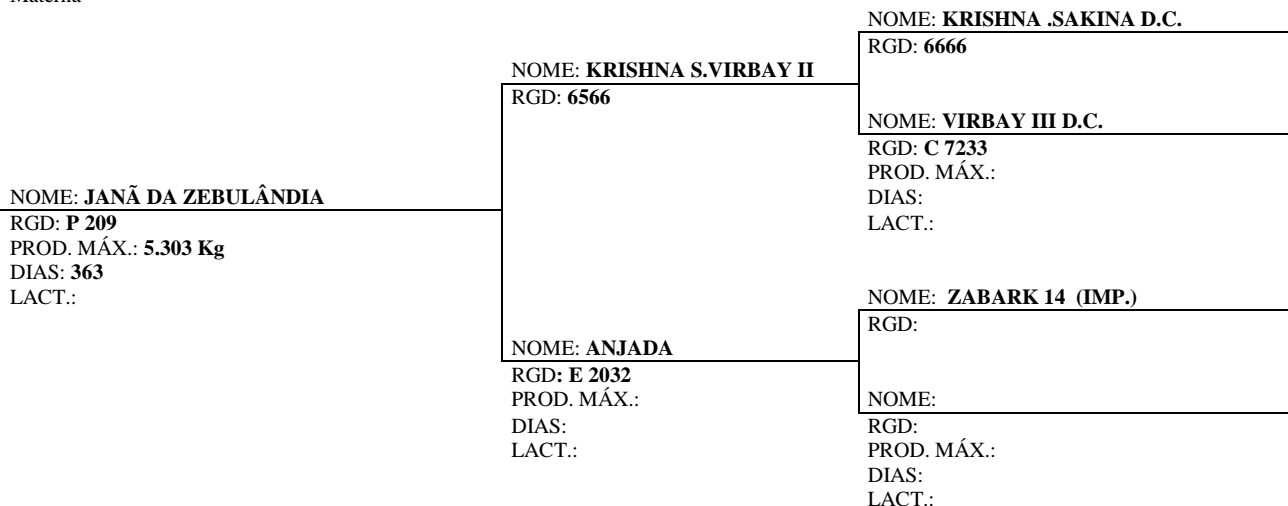 Materna
NOME: KRISHNA .SAKINA D.C.
RGD: 6666
NOME: KRISHNA S.VIRBAY II
RGD: 6566
NOME: VIRBAY III D.C.
RGD: C 7233
PROD. MÁX.:
DIAS:
LACT.:
NOME: JANÃ DA ZEBULÂNDIA
RGD: P 209
PROD. MÁX.: 5.303 Kg
DIAS: 363
LACT.:
NOME: ZABARK 14 (IMP.)
RGD:
NOME: ANJADA
RGD: E 2032
PROD. MÁX.:
DIAS:
LACT.:
NOME:
RGD:
PROD. MÁX.:
DIAS:
LACT.: